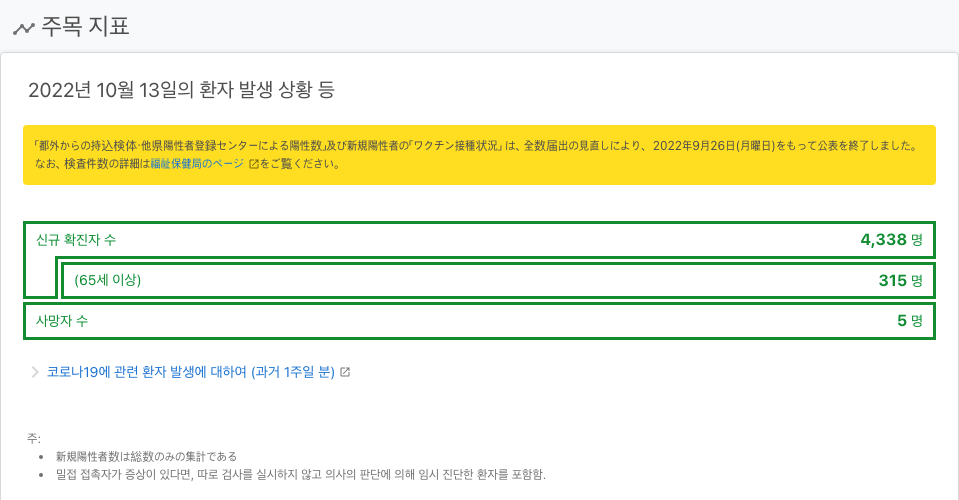 주목 지표
2022년 10월 13일의 환자 발생 상황 등
「都外からの持込検体·他県陽性者登録センターによる陽性数」及び新規陽性者の「ワクチン接種状況」は、全数届出の見直しにより、2022年9月26日(月曜日)をもって公表を終了しました。
なお、検査件数の詳細は福祉保健局のページ をご覧ください。
신규 확진자 수 4,338 명
(65세 이상) 315 명
사망자 수 5 명
코로나19에 관련 환자 발생에 대하여 (과거 1주일 분)
주:
• 新規陽性者数は総数のみの集計である
• 밀접 접촉자가 증상이 있다면, 따로 검사를 실시하지 않고 의사의 판단에 의해 임시 진단한 환자를 포함함.